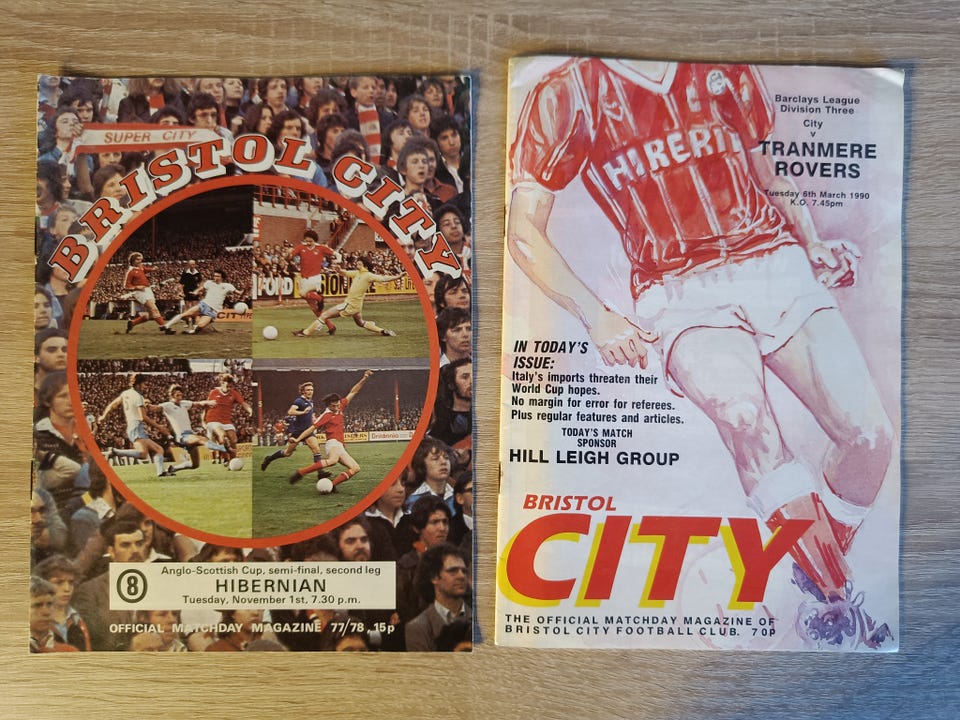 SUPER CITY
BRISTOL CITY
FORD
8
Anglo-Scottish Cup, semi-final, second leg
HIBERNIAN
Tuesday, November 1st, 7.30 p.m.
OFFICIAL MATCHDAY MAGAZINE 77/78, 15p
HIRERIT
Barclays League
Division Three
City
v
TRANMERE
ROVERS
Tuesday 6th March 1990
K.O. 7.45pm
IN TODAY'S
ISSUE:
Italy's imports threaten their
World Cup hopes.
No margin for error for referees.
Plus regular features and articles.
TODAY'S MATCH
SPONSOR
HILL LEIGH GROUP
BRISTOL
CITY
THE OFFICIAL MATCHDAY MAGAZINE OF
BRISTOL CITY FOOTBALL CLUB. 70P